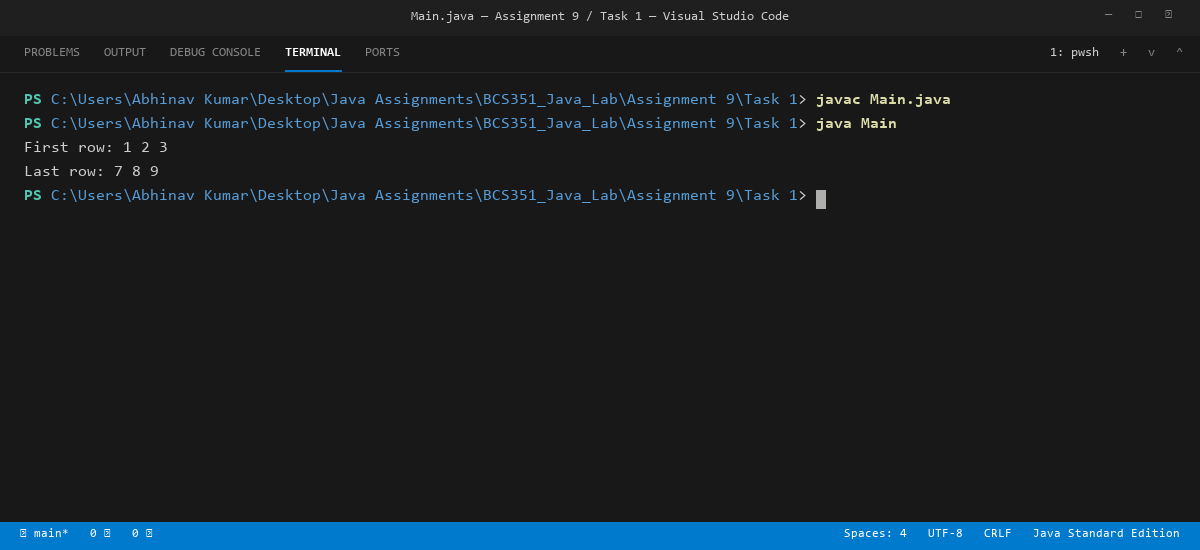 Main.java — Assignment 9 / Task 1 — Visual Studio Code
PROBLEMS OUTPUT DEBUG CONSOLE TERMINAL PORTS 1: pwsh + v ^
PS C:\Users\Abhinav Kumar\Desktop\Java Assignments\BCS351_Java_Lab\Assignment 9\Task 1> javac Main.java
PS C:\Users\Abhinav Kumar\Desktop\Java Assignments\BCS351_Java_Lab\Assignment 9\Task 1> java Main
First row: 1 2 3
Last row: 7 8 9
PS C:\Users\Abhinav Kumar\Desktop\Java Assignments\BCS351_Java_Lab\Assignment 9\Task 1>
main* 0 0 Spaces: 4 UTF-8 CRLF Java Standard Edition